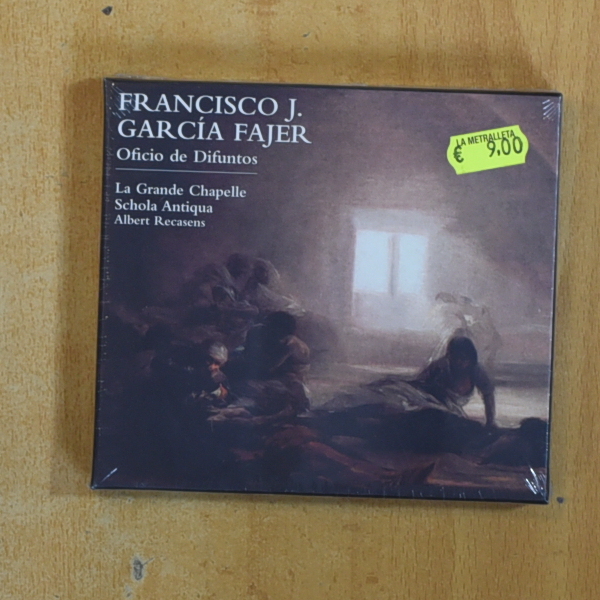 FRANCISCO J.
GARCÍA FAJER
Oficio de Difuntos
La Grande Chapelle
Schola Antiqua
Albert Recasens
LA METRALLETA
€ 9,00